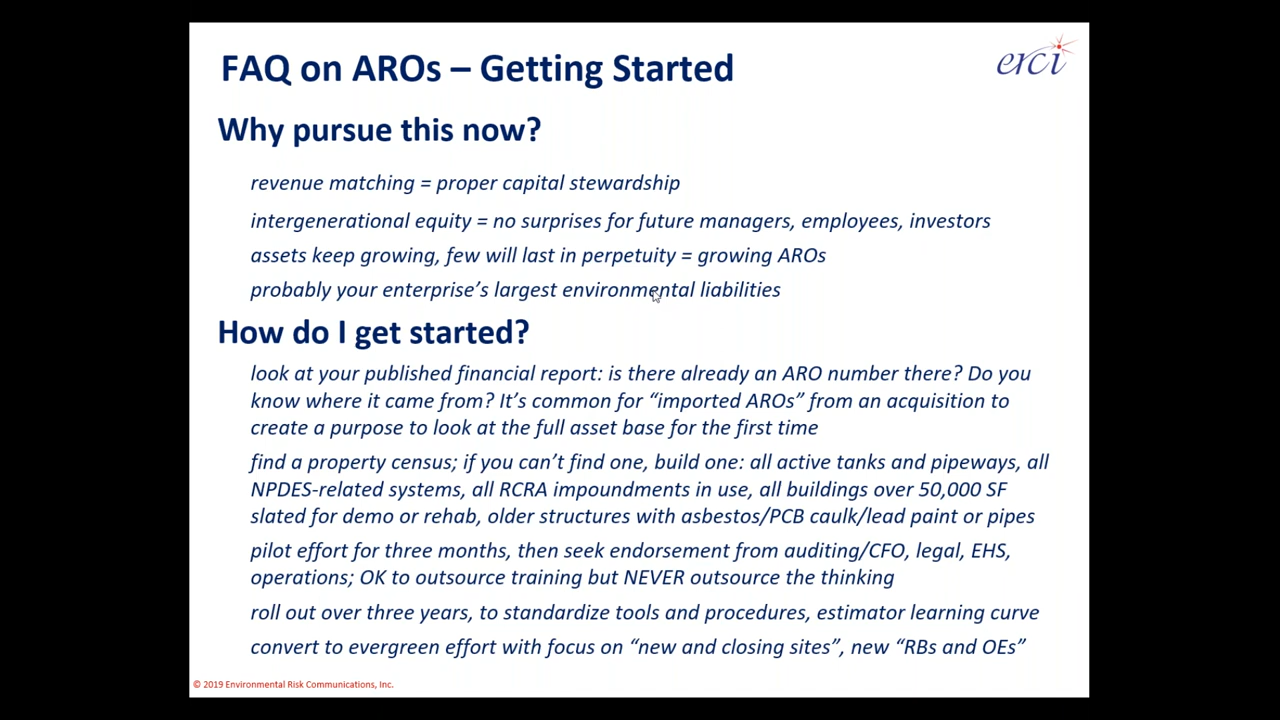 FAQ on AROs – Getting Started
erci
Why pursue this now?
revenue matching = proper capital stewardship
intergenerational equity = no surprises for future managers, employees, investors
assets keep growing, few will last in perpetuity = growing AROs
probably your enterprise’s largest environmental liabilities
How do I get started?
look at your published financial report: is there already an ARO number there? Do you
know where it came from? It’s common for “imported AROs” from an acquisition to
create a purpose to look at the full asset base for the first time
find a property census; if you can’t find one, build one: all active tanks and pipeways, all
NPDES-related systems, all RCRA impoundments in use, all buildings over 50,000 SF
slated for demo or rehab, older structures with asbestos/PCB caulk/lead paint or pipes
pilot effort for three months, then seek endorsement from auditing/CFO, legal, EHS,
operations; OK to outsource training but NEVER outsource the thinking
roll out over three years, to standardize tools and procedures, estimator learning curve
convert to evergreen effort with focus on “new and closing sites”, new “RBs and OEs”
© 2019 Environmental Risk Communications, Inc.